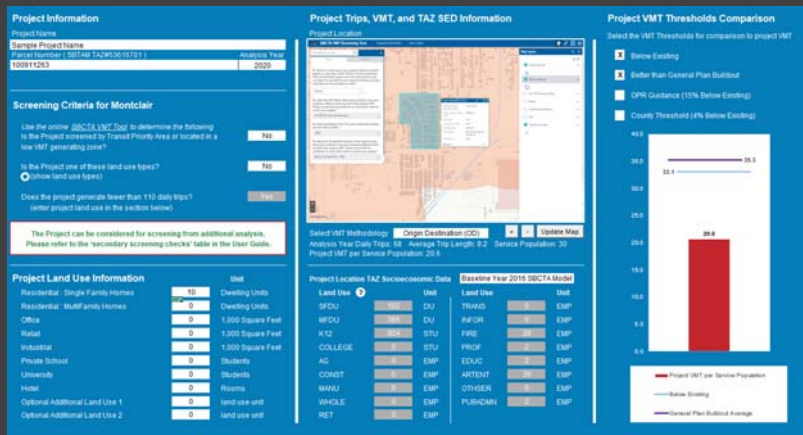 Project Information
Project Name
Sample Project Name
Parcel Number ( SBTAM TAZ#53616701 )
Analysis Year
100911263
2020
Screening Criteria for Montclair
Use the online SBCTA VMT Tool to determine the following
Is the Project screened by Transit Priority Area or located in a
low VMT generating zone?
No
Is the Project one of these land use types?
(show land use types)
No
Does the project generate fewer than 110 daily trips?
(enter project land use in the section below)
Yes
The Project can be considered for screening from additional analysis.
Please refer to the 'secondary screening checks' table in the User Guide.
Project Land Use Information
Unit
Residential : Single Family Homes 10 Dwelling Units
Residential : MultiFamily Homes 0 Dwelling Units
Office 0 1,000 Square Feet
Retail 0 1,000 Square Feet
Industrial 0 1,000 Square Feet
Private School 0 Students
University 0 Students
Hotel 0 Rooms
Optional Additional Land Use 1 0 land use unit
Optional Additional Land Use 2 0 land use unit
Project Trips, VMT, and TAZ SED Information
Project Location
Select VMT Methodology Origin Destination (OD) + - Update Map
Analysis Year Daily Trips: 68 Average Trip Length: 9.2 Service Population: 30
Project VMT per Service Population: 20.6
Project Location TAZ Socioeconomic Data Baseline Year 2016 SBCTA Model
Land Use ? Unit Land Use Unit
SFDU DU TRANS 0 EMP
MFDU DU INFOR 0 EMP
K12 STU FIRE EMP
COLLEGE 0 STU PROF 2 EMP
AG 0 EMP EDUC 2 EMP
CONST 0 EMP ARTENT EMP
MANU 0 EMP OTHSER 0 EMP
WHOLE 0 EMP PUBADMN 0 EMP
RET 0 EMP
Project VMT Thresholds Comparison
Select the VMT Thresholds for comparison to project VMT
X Below Existing
X Better than General Plan Buildout
OPR Guidance (15% Below Existing)
County Threshold (4% Below Existing)
40.0
35.0
30.0
25.0
20.0
15.0
10.0
5.0
0.0
35.3
33.1
20.6
Project VMT per Service Population
Below Existing
General Plan Buildout Average